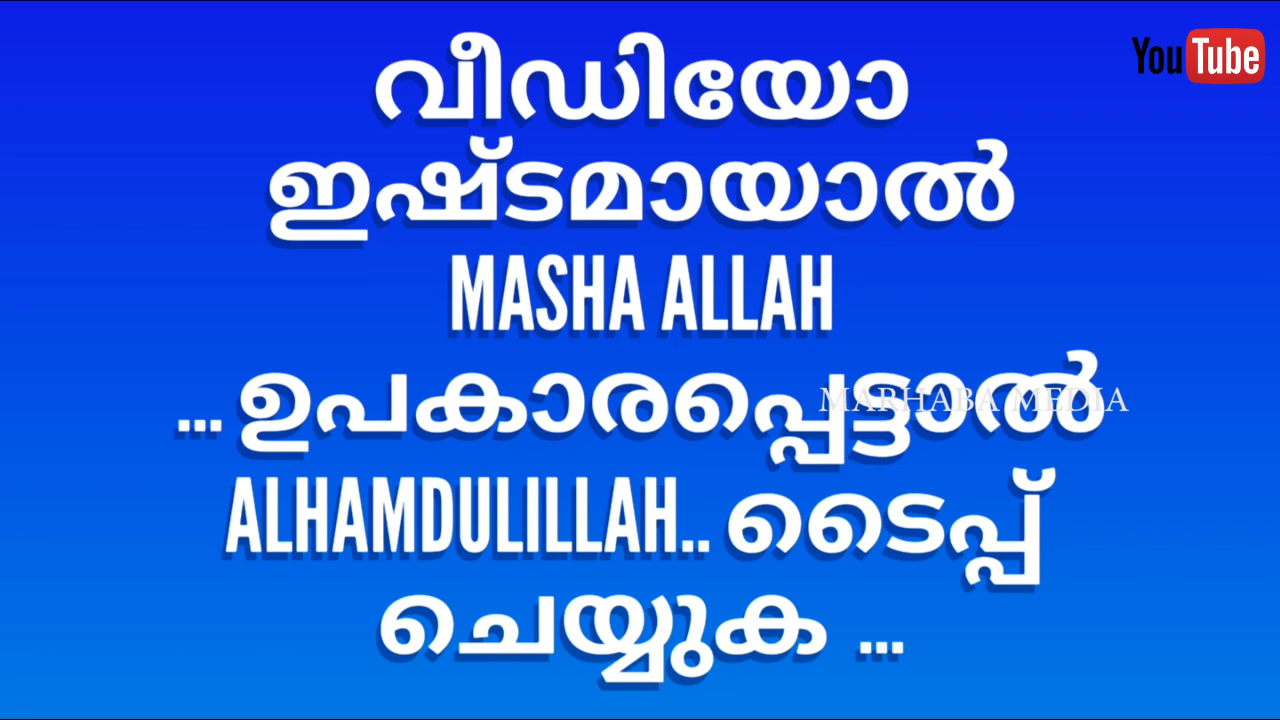 YouTube
വീഡിയോ
ഇഷ്ടമായാൽ
MASHA ALLAH
... ഉപകാരപ്പെട്ടാൽ
MARHABA MEDIA
ALHAMDULILLAH.. ടൈപ്പ്
ചെയ്യുക ...